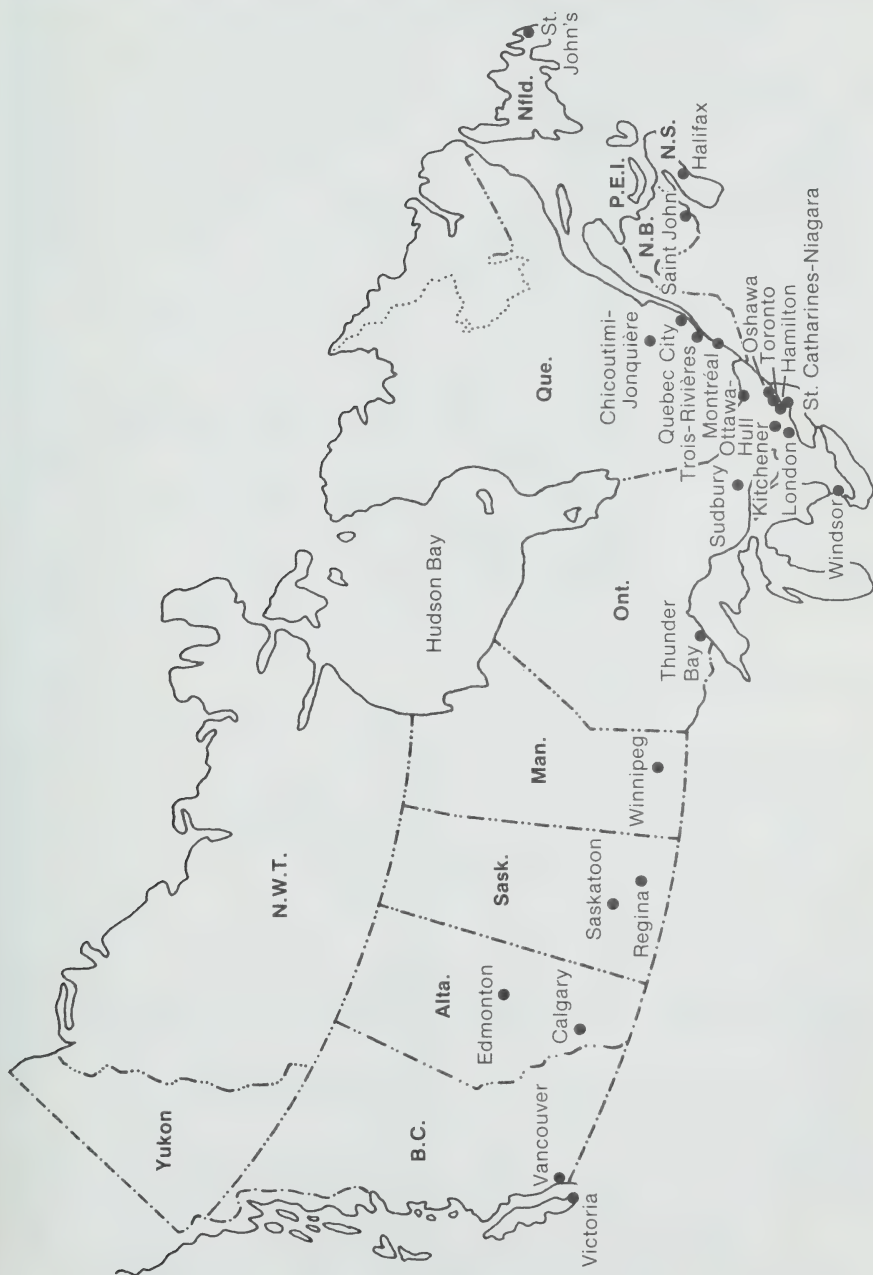 Yukon
N.W.T.
B.C.
Alta.
Sask.
Man.
Ont.
Que.
Nfld.
P.E.I.
N.B.
N.S.
Hudson Bay
Victoria
Vancouver
Edmonton
Calgary
Saskatoon
Regina
Winnipeg
Thunder
Bay
Sudbury
Windsor
London
Kitchener
St. Catharines-Niagara
Hamilton
Toronto
Oshawa
Ottawa-
Hull
Montréal
Trois-Rivières
Quebec City
Chicoutimi-
Jonquière
Saint John
Halifax
St.
John's